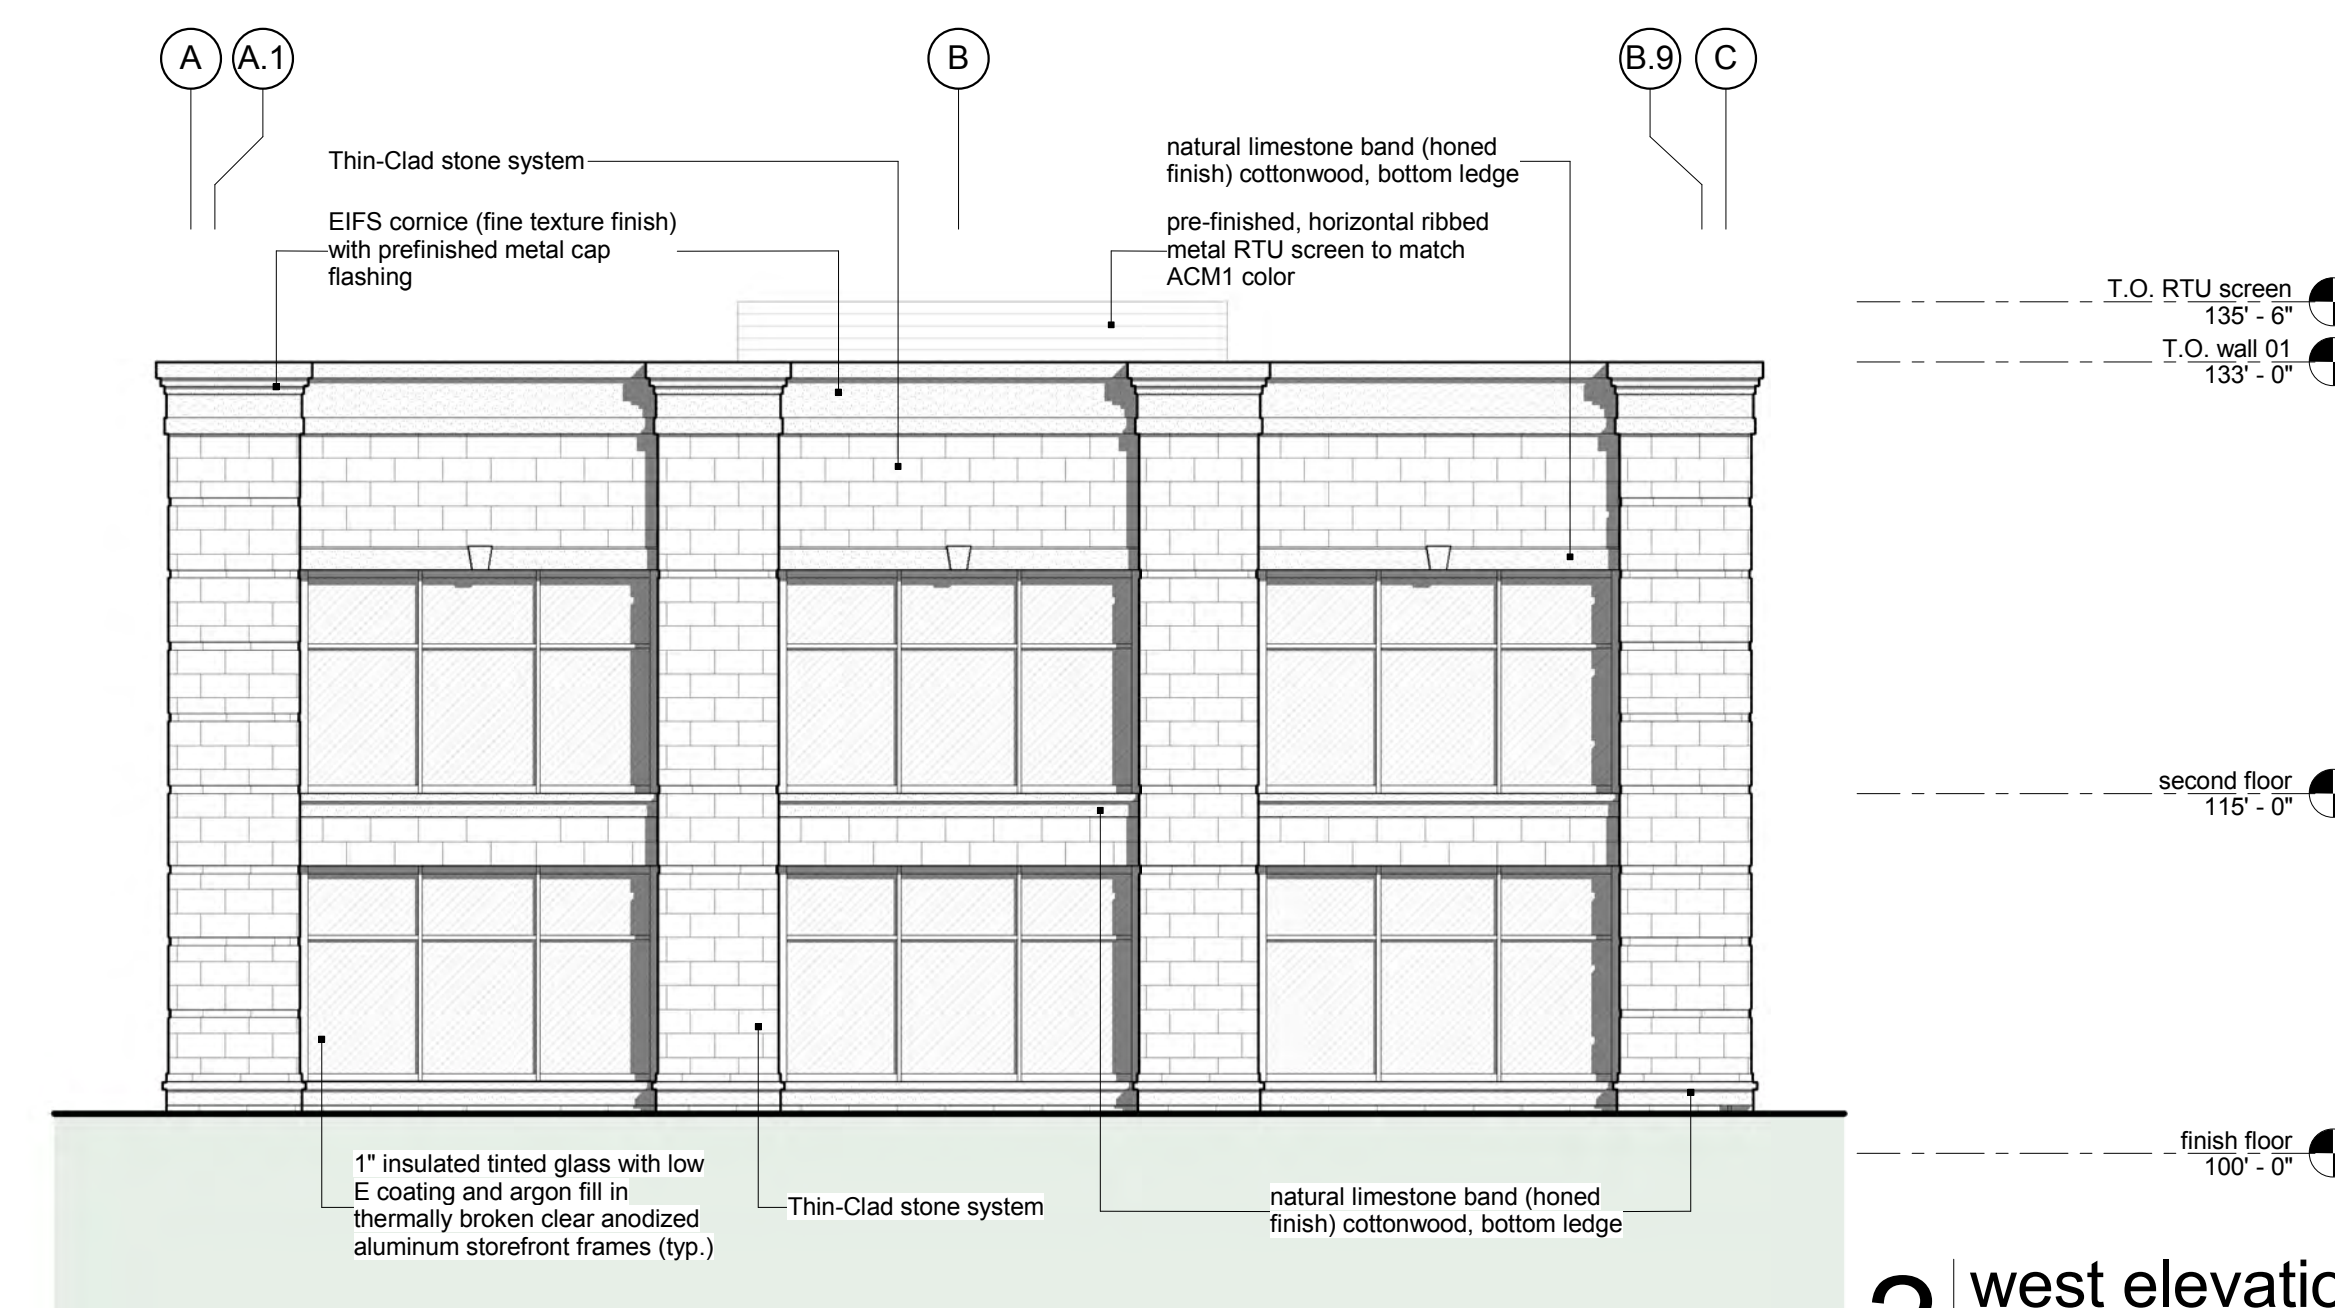 A
A.1
B
B.9
C
Thin-Clad stone system
natural limestone band (honed
finish) cottonwood, bottom ledge
EIFS cornice (fine texture finish)
with prefinished metal cap
flashing
pre-finished, horizontal ribbed
metal RTU screen to match
ACM1 color
T.O. RTU screen
135' - 6"
T.O. wall 01
133' - 0"
second floor
115' - 0"
finish floor
100' - 0"
1" insulated tinted glass with low
E coating and argon fill in
thermally broken clear anodized
aluminum storefront frames (typ.)
Thin-Clad stone system
natural limestone band (honed
finish) cottonwood, bottom ledge
west elevatio